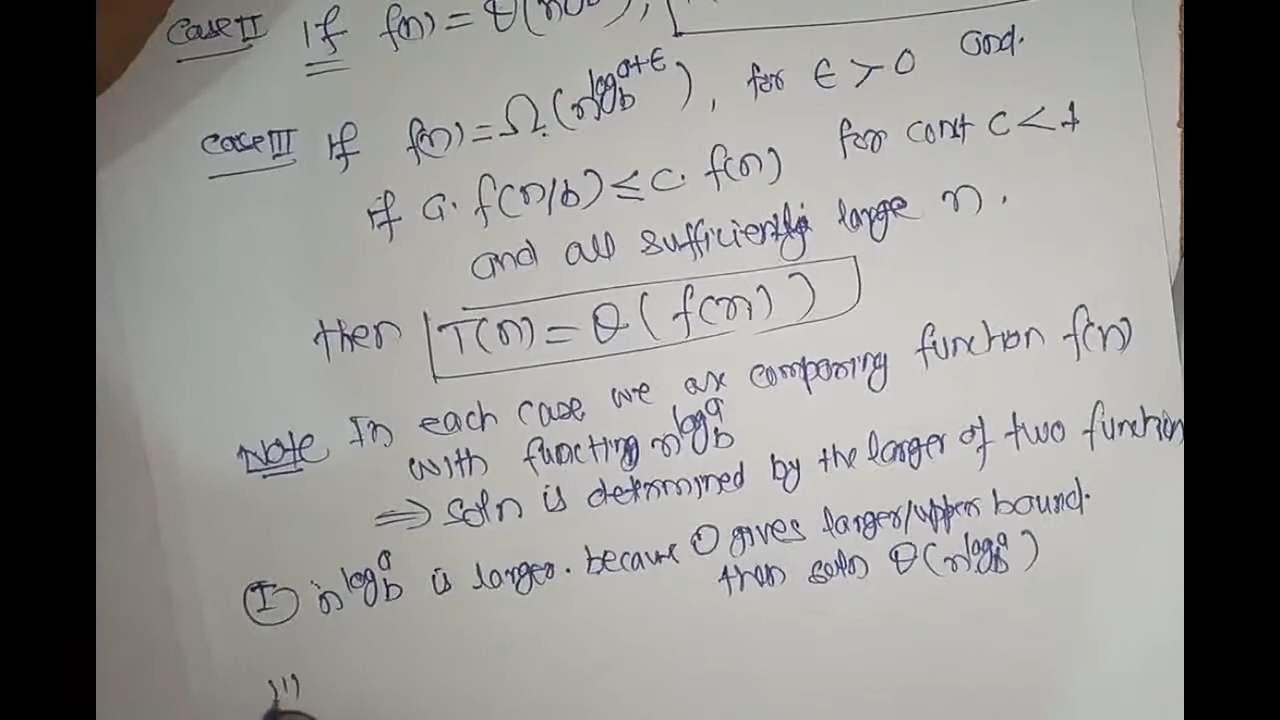 Case II If f(n) = θ(n
Case III If f(n) = Ω(n^log_b^a+ϵ), for ϵ > 0 and.
if a. f(n/b) ≤ c. f(n) for const c < 1
and all sufficiently large n.
then T(n) = θ(f(n))
Note In each case we are comparing function f(n)
with functing n^log_b^a
⇒ soln is determined by the larger of two function
I n^log_b^a is larger. because O gives larger/upper bound.
then soln θ(n^log_b^a)